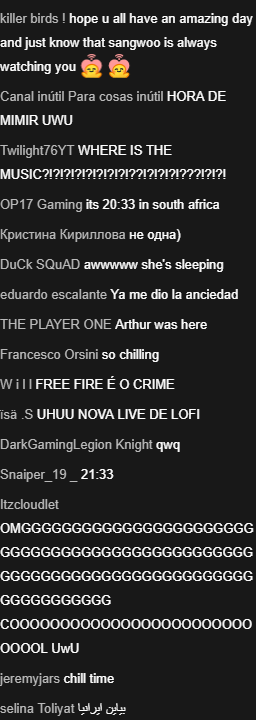 killer birds ! hope u all have an amazing day
and just know that sangwoo is always
watching you
Canal inútil Para cosas inútil HORA DE
MIMIR UWU
Twilight76YT WHERE IS THE
MUSIC?!?!?!?!?!?!?!?!??!?!?!?!???!?!?!
OP17 Gaming its 20:33 in south africa
Кристина Кириллова не одна)
DuCk SQuAD awwwww she's sleeping
eduardo escalante Ya me dio la anciedad
THE PLAYER ONE Arthur was here
Francesco Orsini so chilling
W i l l FREE FIRE É O CRIME
ïsä .S UHUU NOVA LIVE DE LOFI
DarkGamingLegion Knight qwq
Snaiper_19 _ 21:33
Itzcloudlet
OMGGGGGGGGGGGGGGGGGGGGGGG
GGGGGGGGGGGGGGGGGGGGGGGGG
GGGGGGGGGGGGGGGGGGGGGGGGG
GGGGGGGGGGG
COOOOOOOOOOOOOOOOOOOOOOOO
OOOOL UwU
jeremyjars chill time
selina Toliyat بیاین ایرانیا